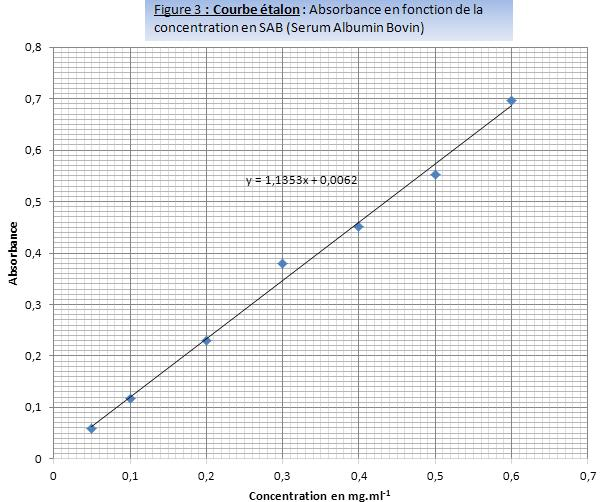 Figure 3 : Courbe étalon : Absorbance en fonction de la
concentration en SAB (Serum Albumin Bovin)
0,8
0,7
0,6
0,5
0,4
0,3
0,2
0,1
0
Absorbance
y = 1,1353x + 0,0062
0 0,1 0,2 0,3 0,4 0,5 0,6 0,7
Concentration en mg.ml-1